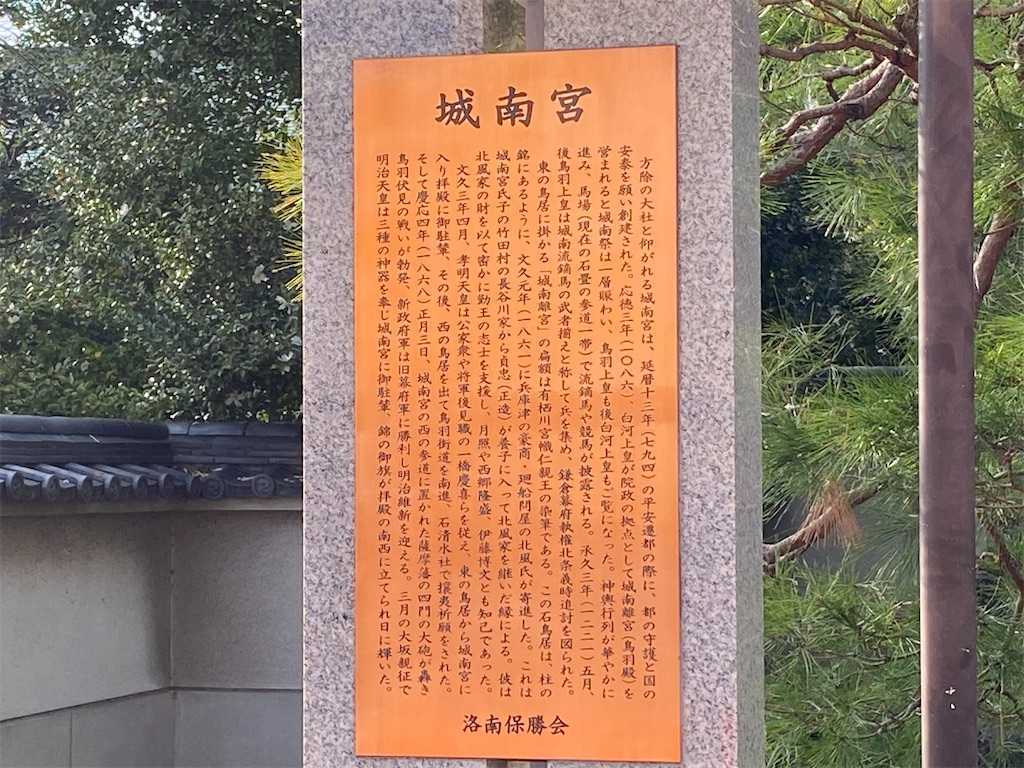 城南宮
方除の大社と仰がれる城南宮は、延暦十三年(七九四)の平安遷都の際に、都の守護と国の
安泰を願い創建された。応徳三年(一〇八六)、白河上皇が院政の拠点として城南離宮(鳥羽殿)を
営まれると城南祭は一層賑わい、鳥羽上皇も後白河上皇もご覧になった。神輿行列が華やかに
進み、馬場(現在の石畳の参道一帯)で流鏑馬や競馬が披露される。承久三年(一二二一)五月、
後鳥羽上皇は城南流鏑馬の武者揃えと称して兵を集め、鎌倉幕府執権北条義時追討を図られた。
東の鳥居に掛かる「城南離宮」の扁額は有栖川宮幟仁親王の染筆である。この石鳥居は、柱の
銘にあるように、文久元年(一八六一)に兵庫津の豪商・廻船問屋の北風氏が寄進した。これは
城南宮氏子の竹田村の長谷川家から貞忠(正造)が養子に入って北風家を継いだ縁による。彼は
北風家の財を以て密かに勤王の志士を支援し、月照や西郷隆盛、伊藤博文とも知己であった。
文久三年四月、孝明天皇は公家衆や将軍後見職の一橋慶喜らを従え、東の鳥居から城南宮に
入り拝殿に御駐輦、その後、西の鳥居を出て鳥羽街道を南進、石清水社で攘夷祈願をされた。
そして慶応四年(一八六八)正月三日、城南宮の西の参道に置かれた薩摩藩の四門の大砲が轟き
鳥羽伏見の戦いが勃発、新政府軍は旧幕府軍に勝利し明治維新を迎える。三月の大坂親征で
明治天皇は三種の神器を奉じ城南宮に御駐輦、錦の御旗が拝殿の南西に立てられ日に輝いた。
洛南保勝会